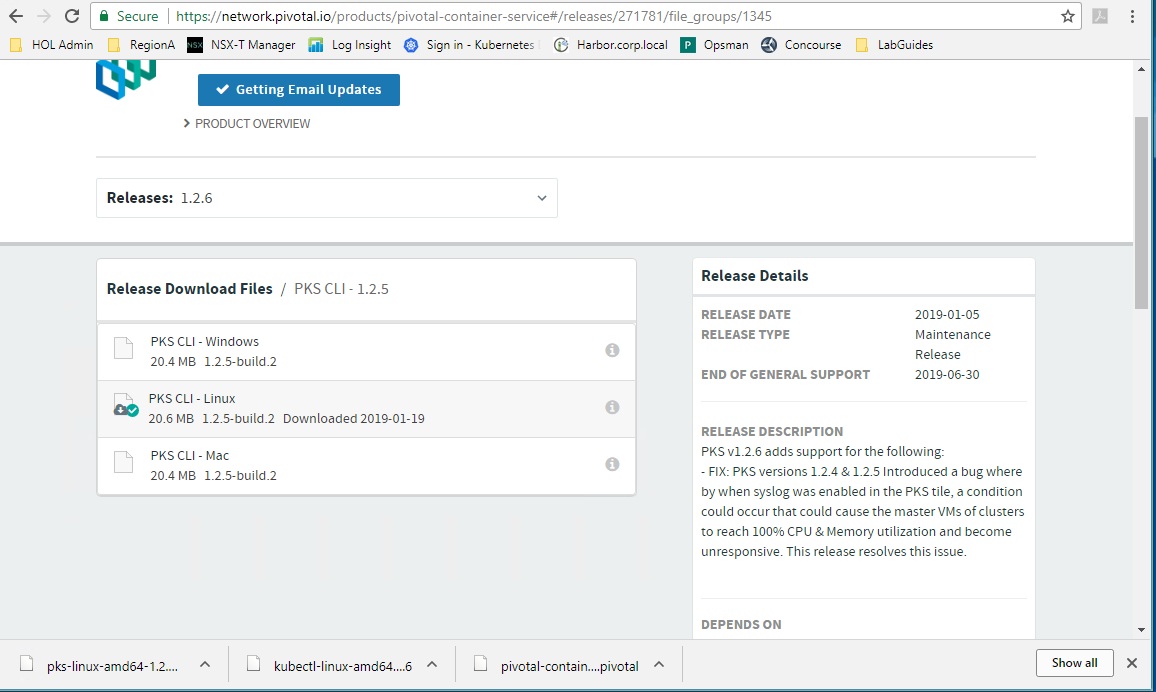 Secure https://network.pivotal.io/products/pivotal-container-service#/releases/271781/file_groups/1345
HOL Admin RegionA NSX NSX-T Manager Log Insight Sign in - Kubernetes Harbor.corp.local P Opsman Concourse LabGuides
Getting Email Updates
PRODUCT OVERVIEW
Releases: 1.2.6
Release Download Files / PKS CLI - 1.2.5
PKS CLI - Windows
20.4 MB 1.2.5-build.2
PKS CLI - Linux
20.6 MB 1.2.5-build.2 Downloaded 2019-01-19
PKS CLI - Mac
20.4 MB 1.2.5-build.2
Release Details
RELEASE DATE 2019-01-05
RELEASE TYPE Maintenance
Release
END OF GENERAL SUPPORT 2019-06-30
RELEASE DESCRIPTION
PKS v1.2.6 adds support for the following:
- FIX: PKS versions 1.2.4 & 1.2.5 Introduced a bug where
by when syslog was enabled in the PKS tile, a condition
could occur that could cause the master VMs of clusters
to reach 100% CPU & Memory utilization and become
unresponsive. This release resolves this issue.
DEPENDS ON
pks-linux-amd64-1.2.... kubectl-linux-amd64....6 pivotal-contain....pivotal Show all